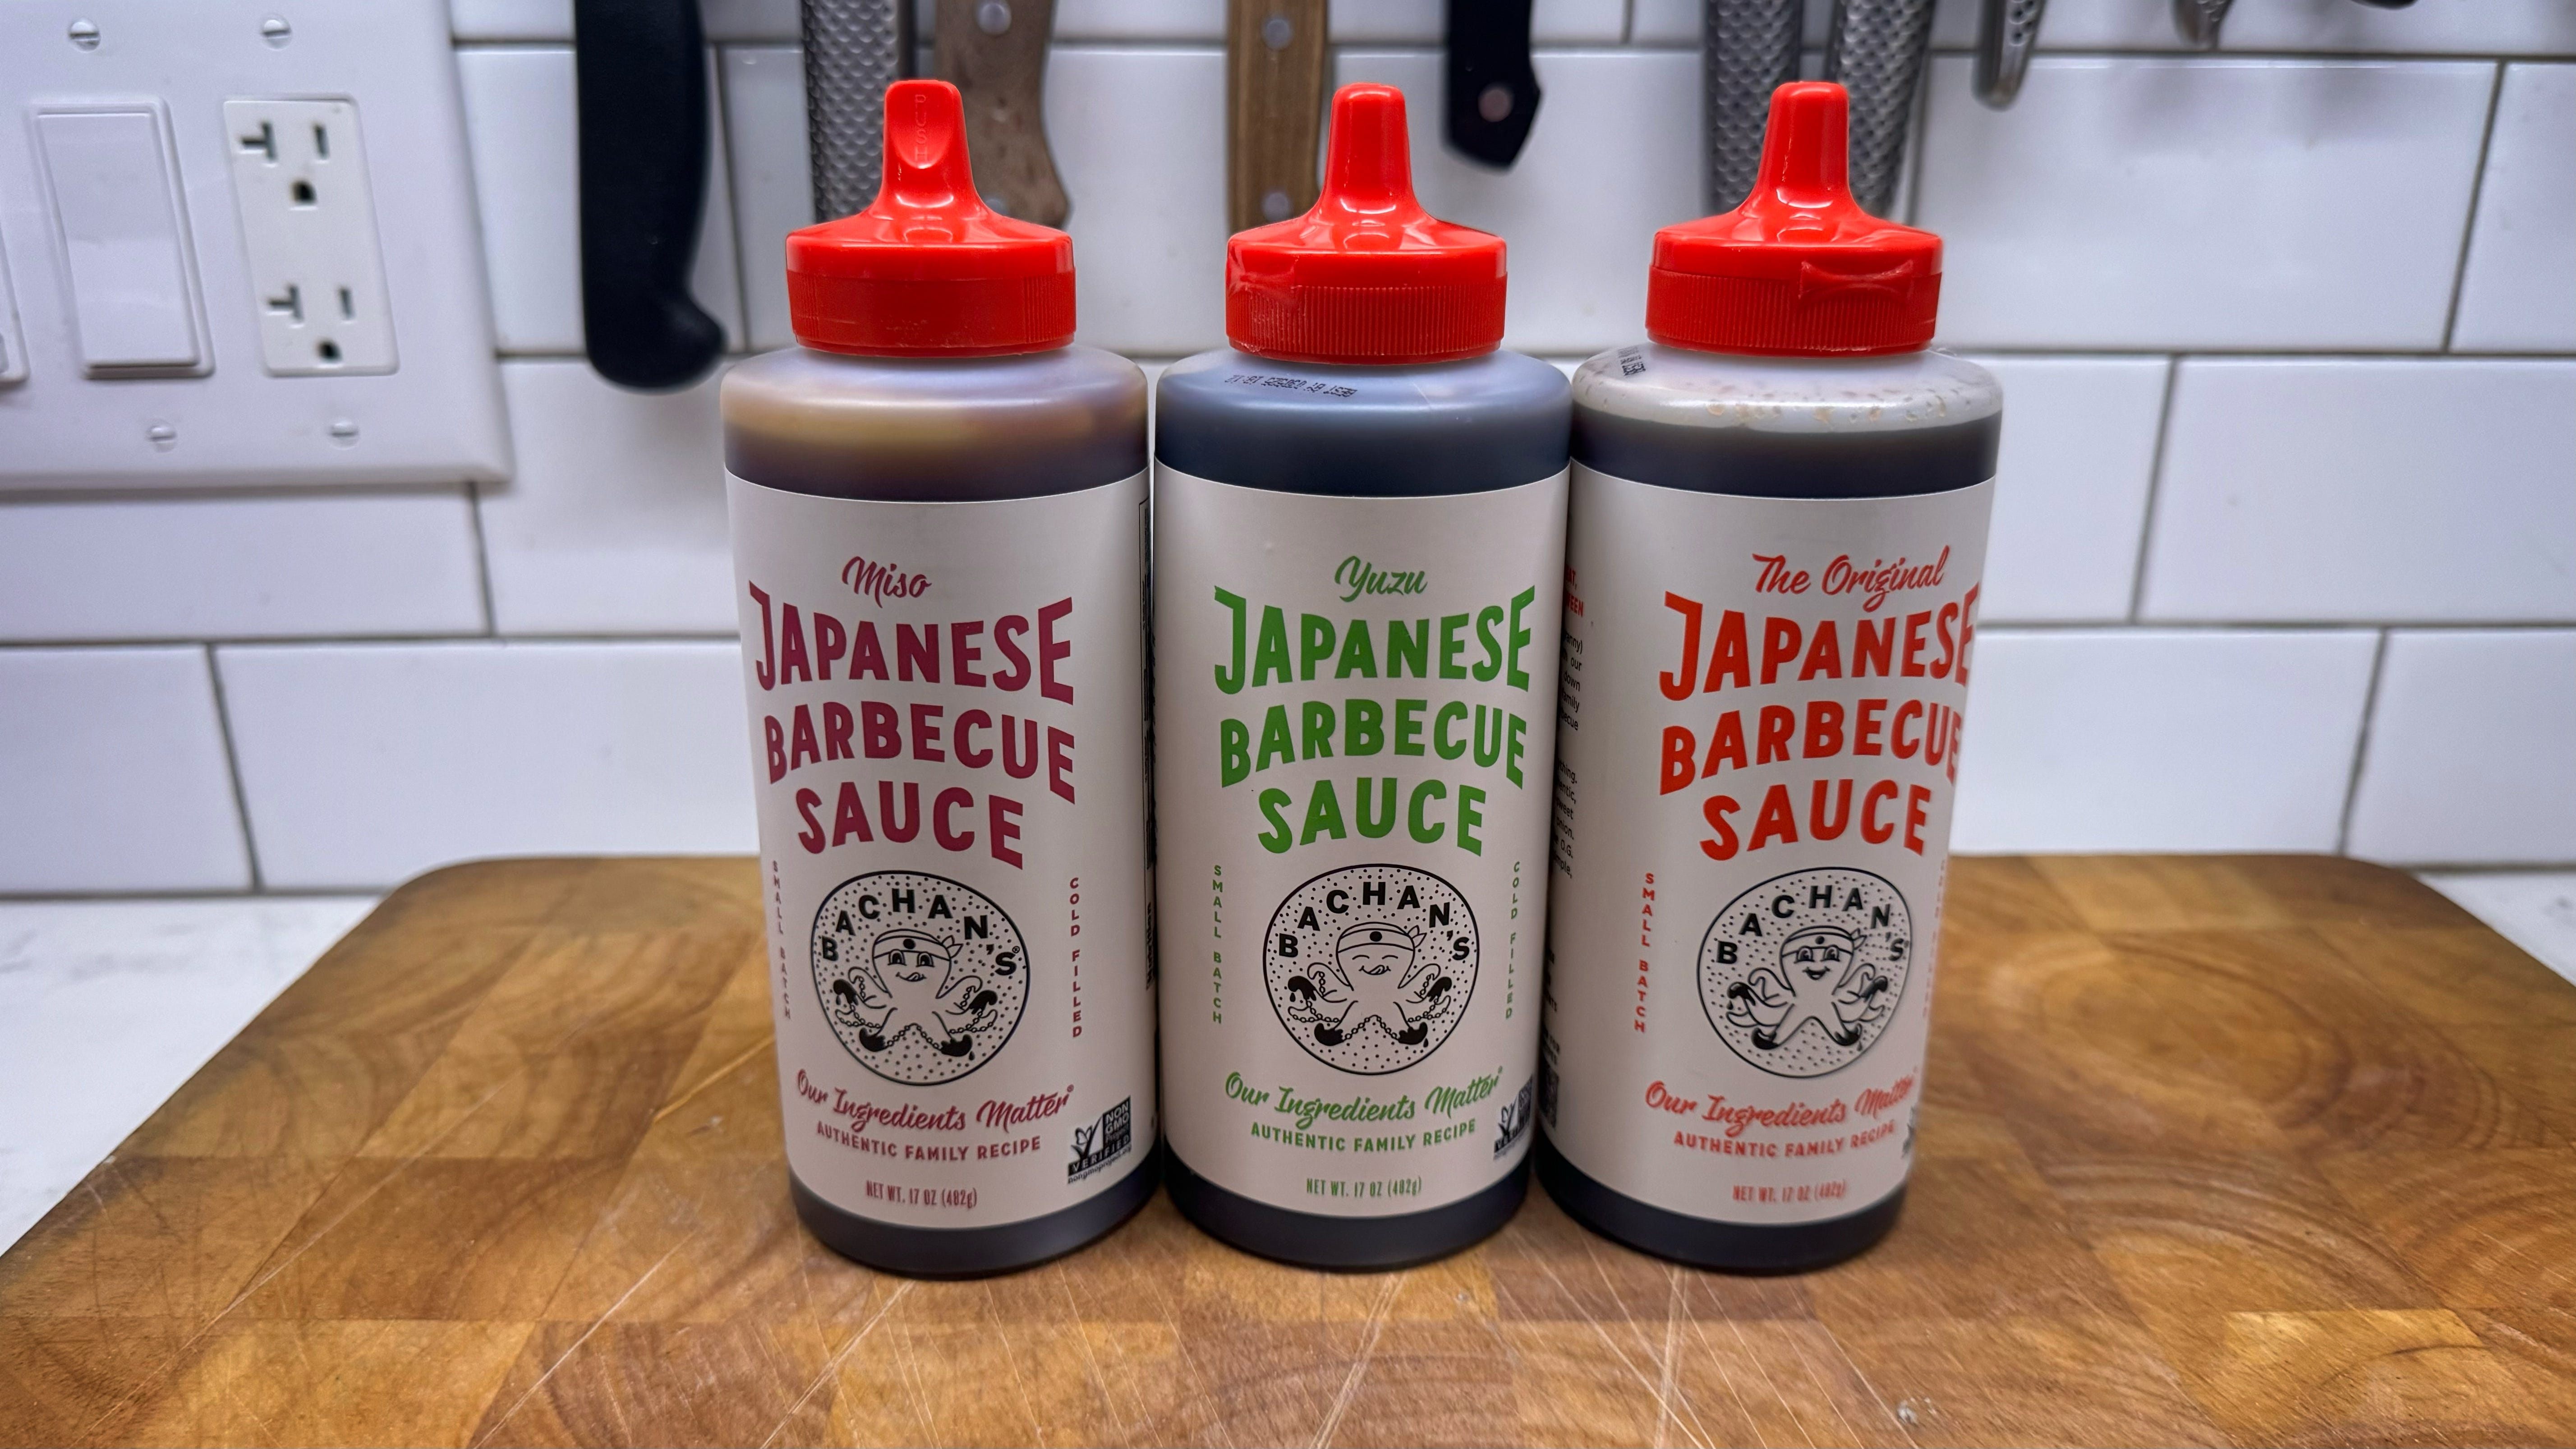 PUSH
Miso
JAPANESE
BARBECUE
SAUCE
SMALL BATCH
COLD FILLED
BACHAN'S®
Our Ingredients Matter®
AUTHENTIC FAMILY RECIPE
NON
GMO
VERIFIED
nongmoproject.org
NET WT. 17 OZ (482g)
Yuzu
JAPANESE
BARBECUE
SAUCE
SMALL BATCH
COLD FILLED
BACHAN'S
Our Ingredients Matter®
AUTHENTIC FAMILY RECIPE
NET WT. 17 OZ (482g)
The Original
JAPANESE
BARBECUE
SAUCE
SMALL BATCH
BACHAN'S
Our Ingredients Matter
AUTHENTIC FAMILY RECIPE
NET WT. 17 OZ (482g)